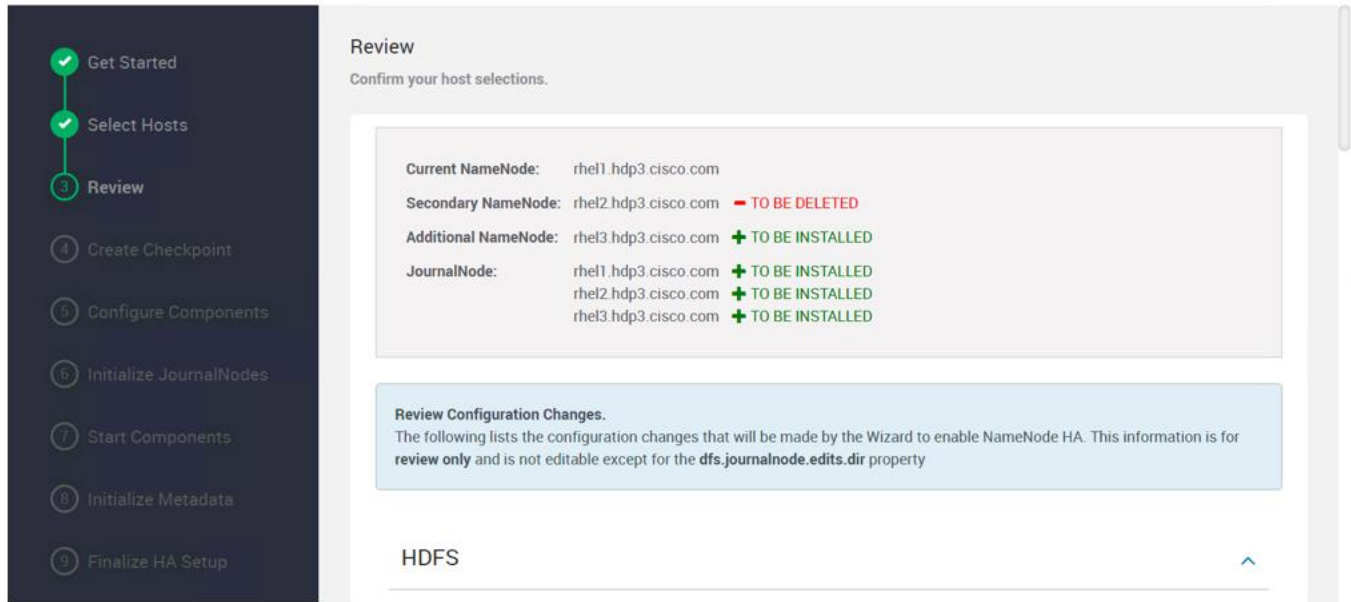 Get Started
Select Hosts
3 Review
4 Create Checkpoint
5 Configure Components
6 Initialize JournalNodes
7 Start Components
8 Initialize Metadata
9 Finalize HA Setup
Review
Confirm your host selections.
Current NameNode: rhel1.hdp3.cisco.com
Secondary NameNode: rhel2.hdp3.cisco.com TO BE DELETED
Additional NameNode: rhel3.hdp3.cisco.com TO BE INSTALLED
JournalNode: rhel1.hdp3.cisco.com TO BE INSTALLED
rhel2.hdp3.cisco.com TO BE INSTALLED
rhel3.hdp3.cisco.com TO BE INSTALLED
Review Configuration Changes.
The following lists the configuration changes that will be made by the Wizard to enable NameNode HA. This information is for
review only and is not editable except for the dfs.journalnode.edits.dir property
HDFS